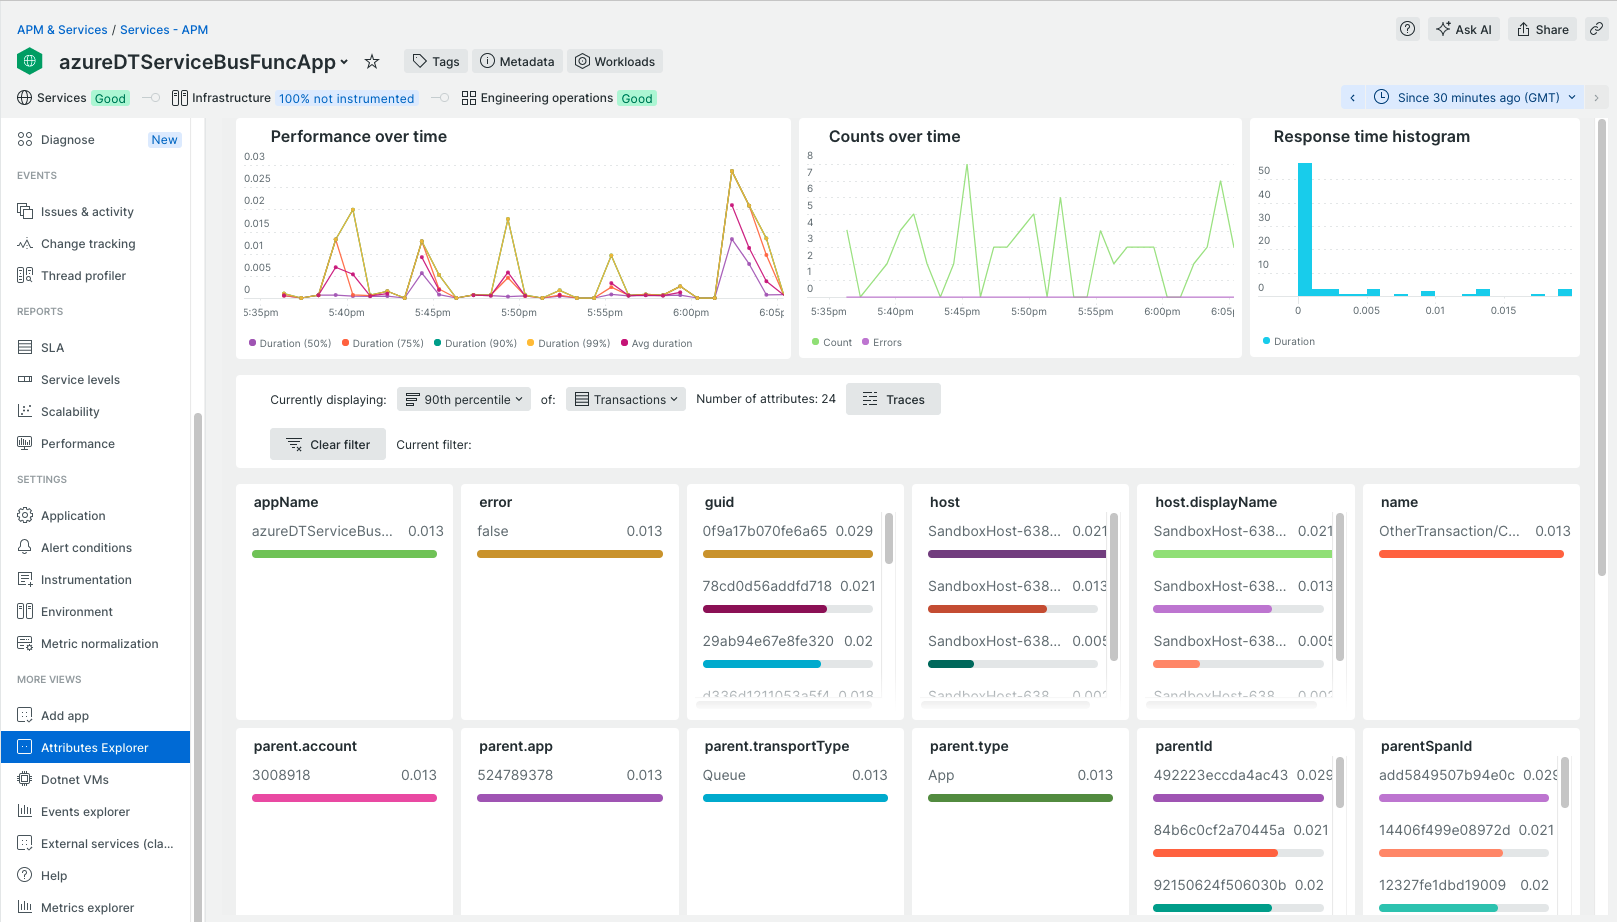 APM & Services / Services - APM
Ask AI
Share
azureDTServiceBusFuncApp
Tags
Metadata
Workloads
Services Good
Infrastructure 100% not instrumented
Engineering operations Good
Since 30 minutes ago (GMT)
Diagnose New
EVENTS
Issues & activity
Change tracking
Thread profiler
REPORTS
SLA
Service levels
Scalability
Performance
SETTINGS
Application
Alert conditions
Instrumentation
Environment
Metric normalization
MORE VIEWS
Add app
Attributes Explorer
Dotnet VMs
Events explorer
External services (cla...
Help
Metrics explorer
Performance over time
0.03
0.025
0.02
0.015
0.01
0.005
0
5:35pm 5:40pm 5:45pm 5:50pm 5:55pm 6:00pm 6:05p
Duration (50%) Duration (75%) Duration (90%) Duration (99%) Avg duration
Counts over time
8
7
6
5
4
3
2
1
0
5:35pm 5:40pm 5:45pm 5:50pm 5:55pm 6:00pm 6:05p
Count Errors
Response time histogram
50
40
30
20
10
0
0 0.005 0.01 0.015
Duration
Currently displaying: 90th percentile of: Transactions Number of attributes: 24 Traces
Clear filter Current filter:
appName
azureDTServiceBus... 0.013
error
false 0.013
guid
0f9a17b070fe6a65 0.029
78cd0d56addfd718 0.021
29ab94e67e8fe320 0.02
d336d1211053a5f4 0.018
host
SandboxHost-638... 0.021
SandboxHost-638... 0.013
SandboxHost-638... 0.005
SandboxHost-638... 0.002
host.displayName
SandboxHost-638... 0.021
SandboxHost-638... 0.013
SandboxHost-638... 0.005
SandboxHost-638... 0.002
name
OtherTransaction/C... 0.013
parent.account
3008918 0.013
parent.app
524789378 0.013
parent.transportType
Queue 0.013
parent.type
App 0.013
parentId
492223eccda4ac43 0.029
84b6c0cf2a70445a 0.021
92150624f506030b 0.02
parentSpanId
add5849507b94e0c 0.029
14406f499e08972d 0.021
12327fe1dbd19009 0.02